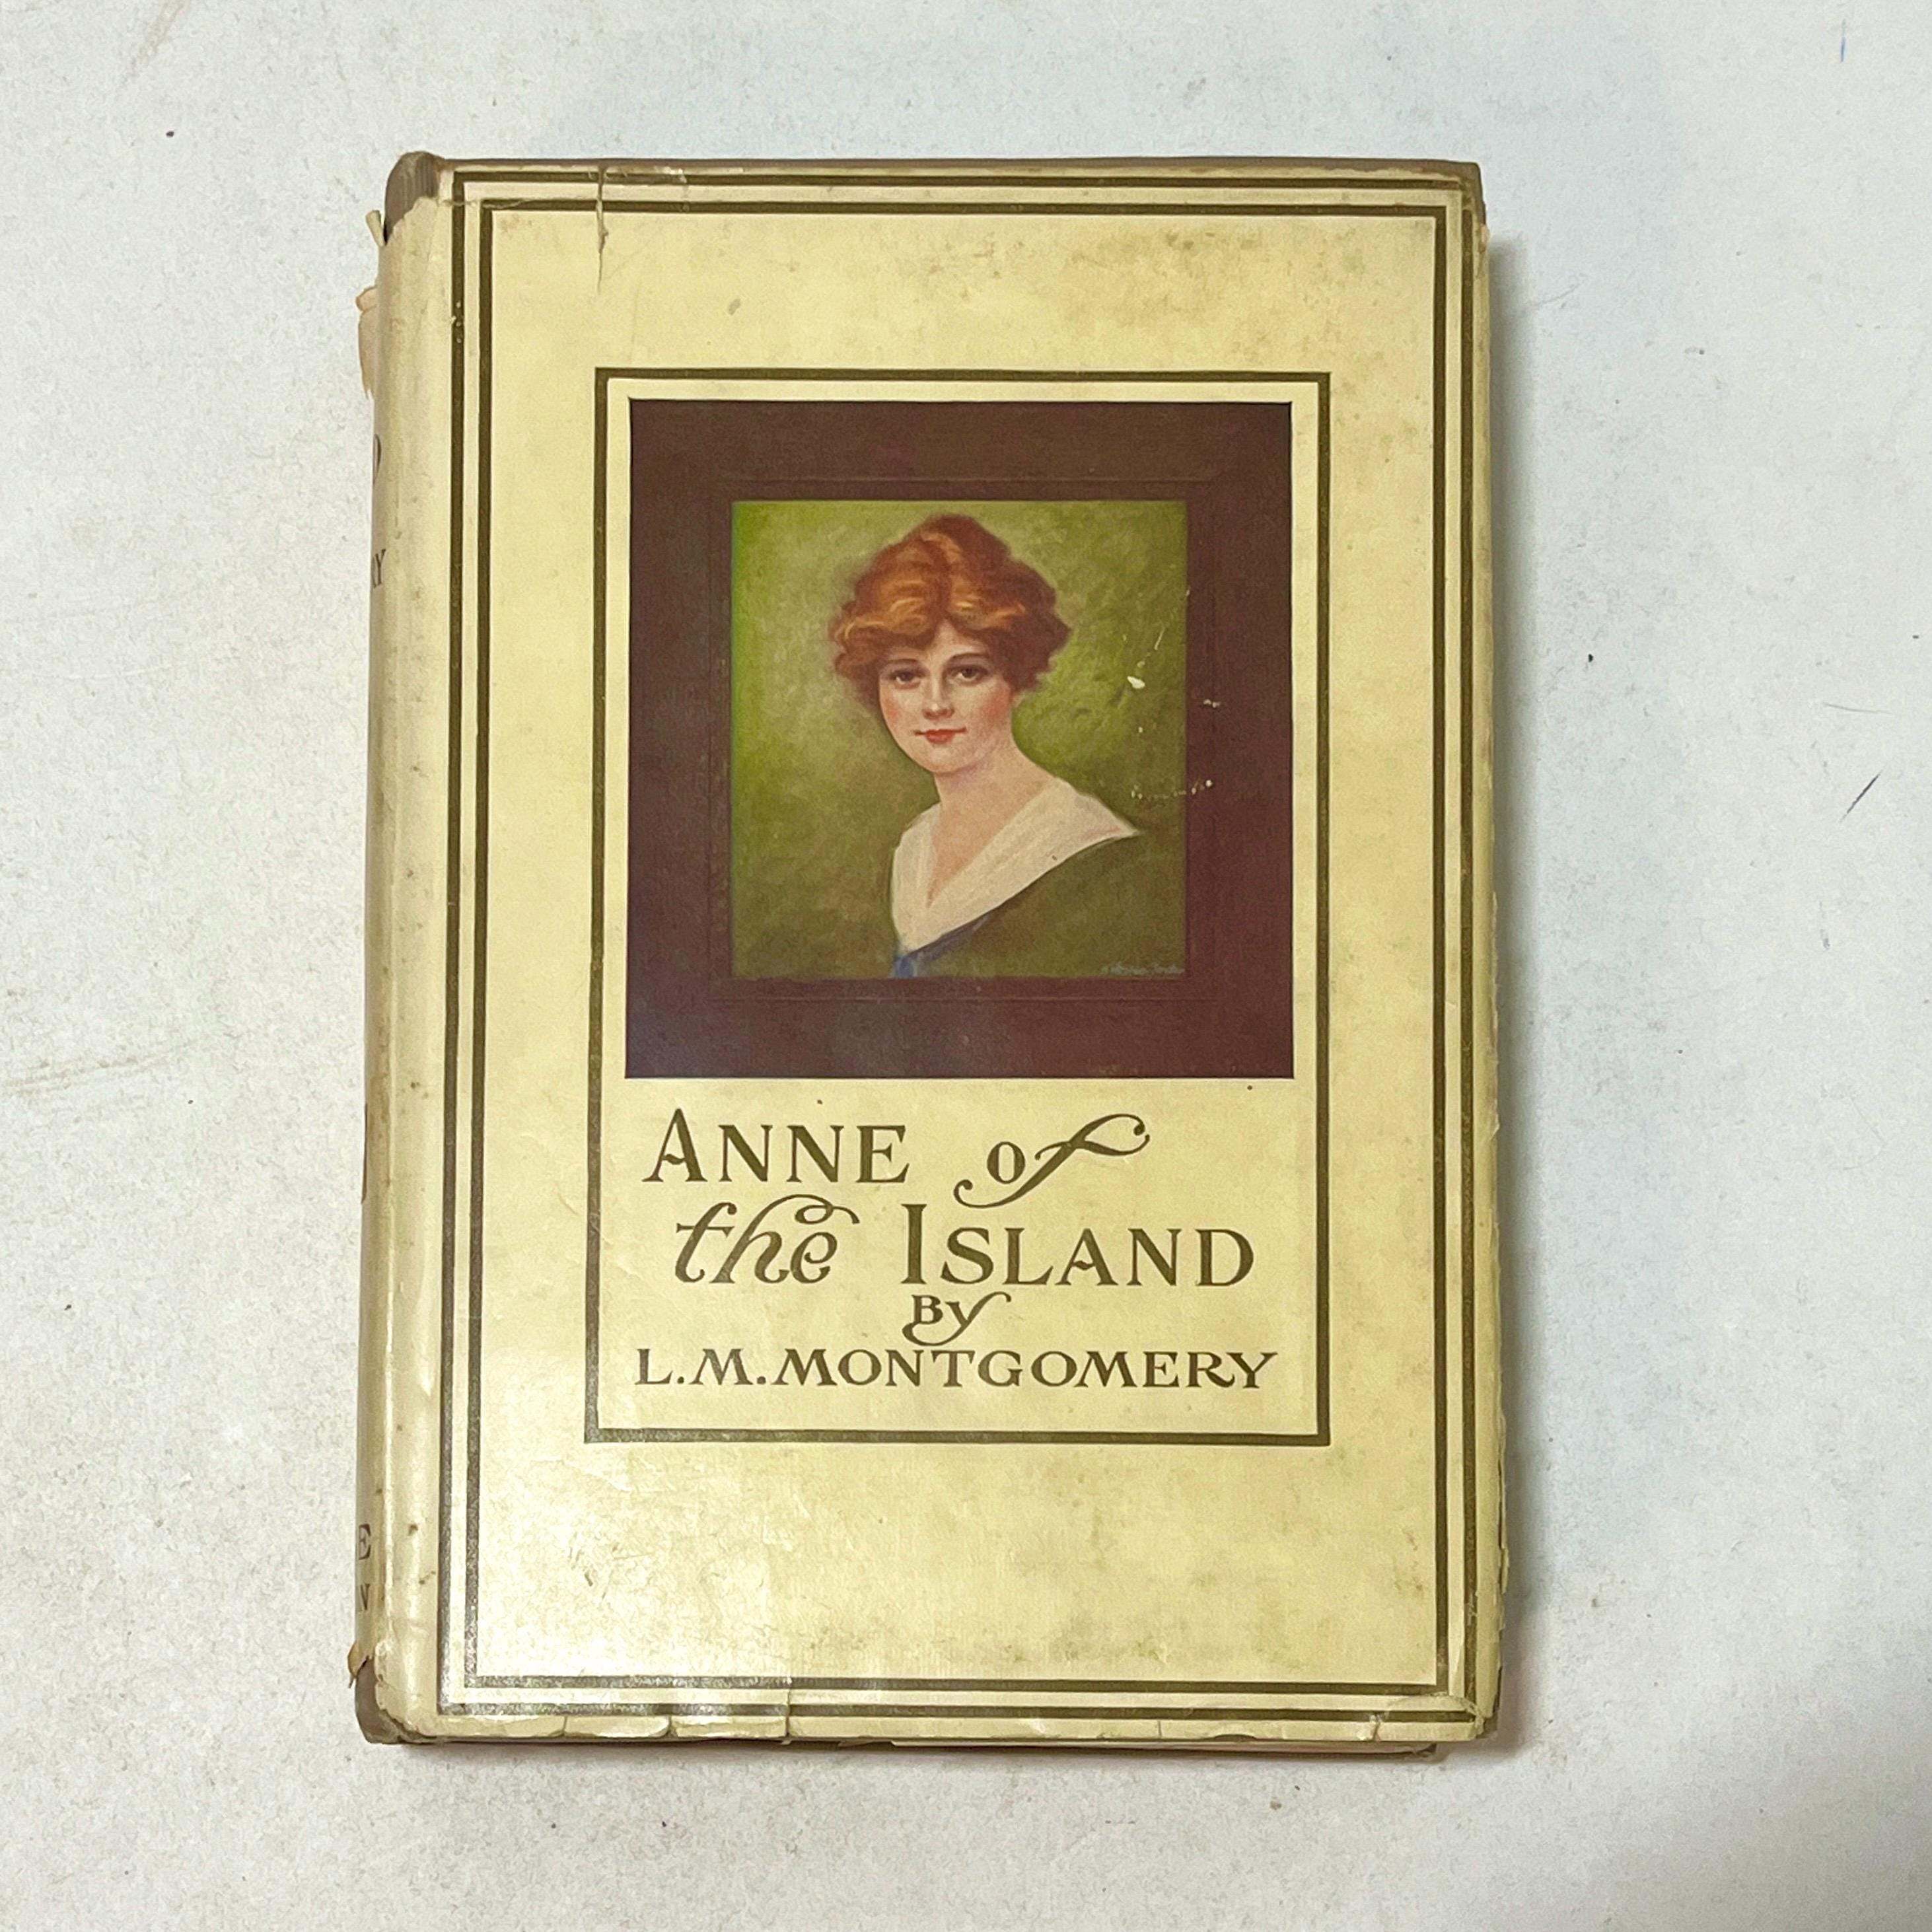 ANNE of
the ISLAND
BY
L.M.MONTGOMERY